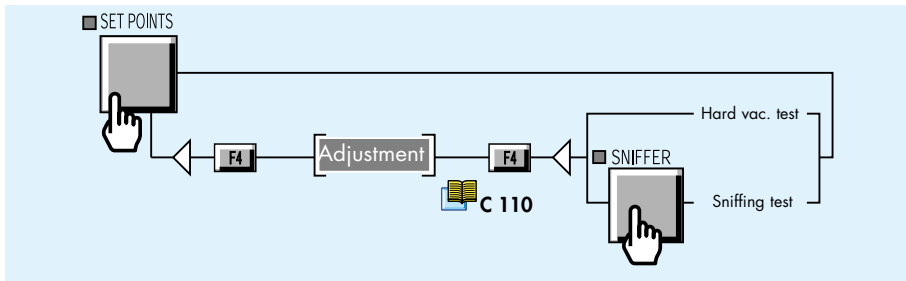 SET POINTS
Hard vac. test
F4
Adjustment
F4
SNIFFER
C 110
Sniffing test